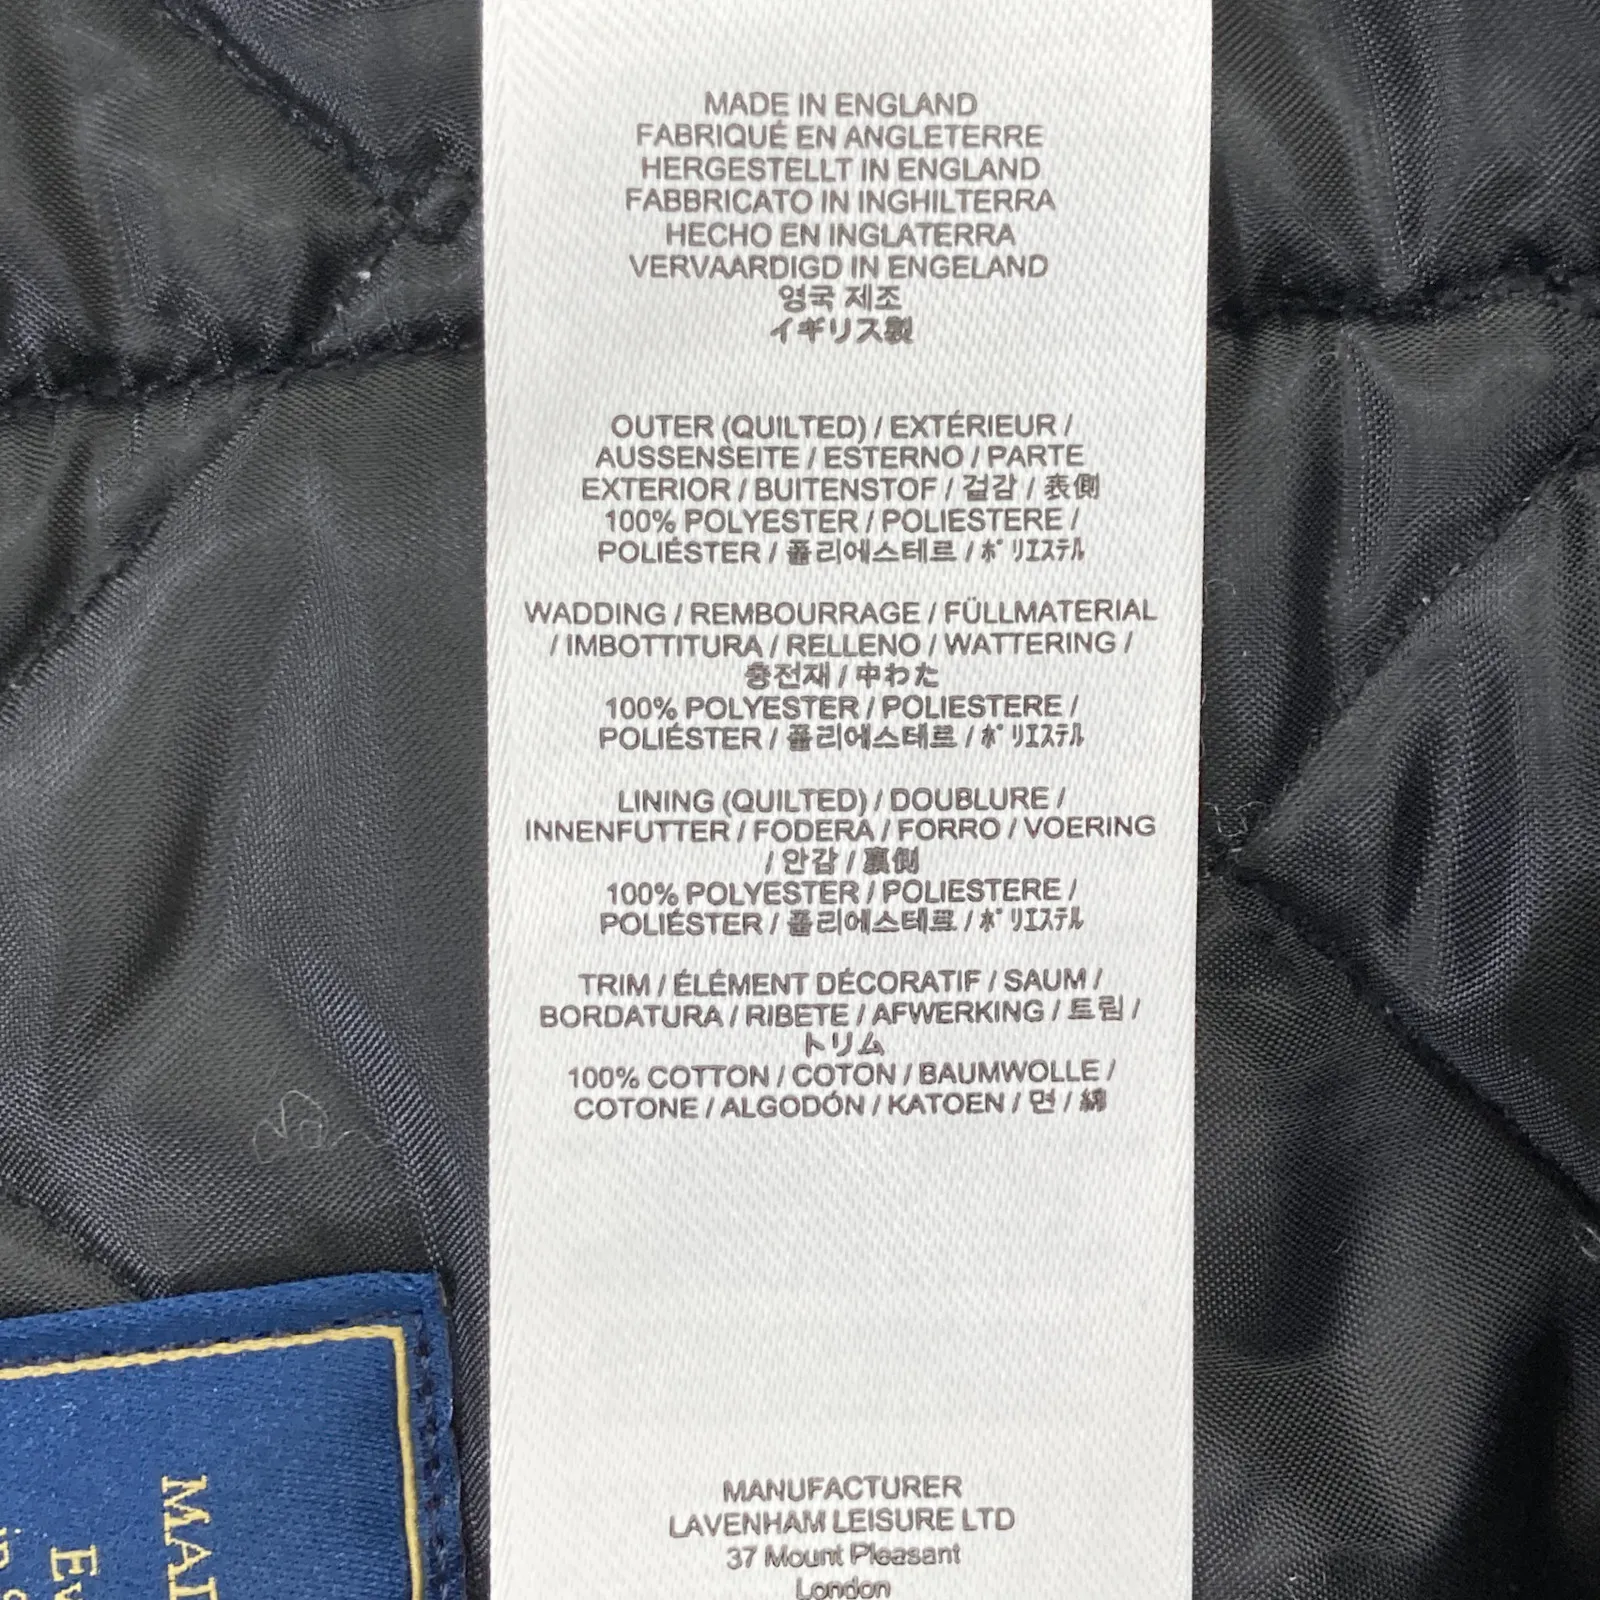 MADE IN ENGLAND
FABRIQUÉ EN ANGLETERRE
HERGESTELLT IN ENGLAND
FABBRICATO IN INGHILTERRA
HECHO EN INGLATERRA
VERVAARDIGD IN ENGELAND
영국 제조
イギリス製
OUTER (QUILTED) / EXTÉRIEUR /
AUSSENSEITE / ESTERNO / PARTE
EXTERIOR / BUITENSTOF / 겉감 / 表側
100% POLYESTER / POLIESTERE /
POLIÉSTER / 폴리에스테르 / ﾎﾟﾘｴｽﾃﾙ
WADDING / REMBOURRAGE / FÜLLMATERIAL
/ IMBOTTITURA / RELLENO / WATTERING /
충전재 / 中わた
100% POLYESTER / POLIESTERE /
POLIÉSTER / 폴리에스테르 / ﾎﾟﾘｴｽﾃﾙ
LINING (QUILTED) / DOUBLURE /
INNENFUTTER / FODERA / FORRO / VOERING
/ 안감 / 裏側
100% POLYESTER / POLIESTERE /
POLIÉSTER / 폴리에스테르 / ﾎﾟﾘｴｽﾃﾙ
TRIM / ÉLÉMENT DÉCORATIF / SAUM /
BORDATURA / RIBETE / AFWERKING / 트림 /
トリム
100% COTTON / COTON / BAUMWOLLE /
COTONE / ALGODÓN / KATOEN / 면 / 綿
MANUFACTURER
LAVENHAM LEISURE LTD
37 Mount Pleasant
London